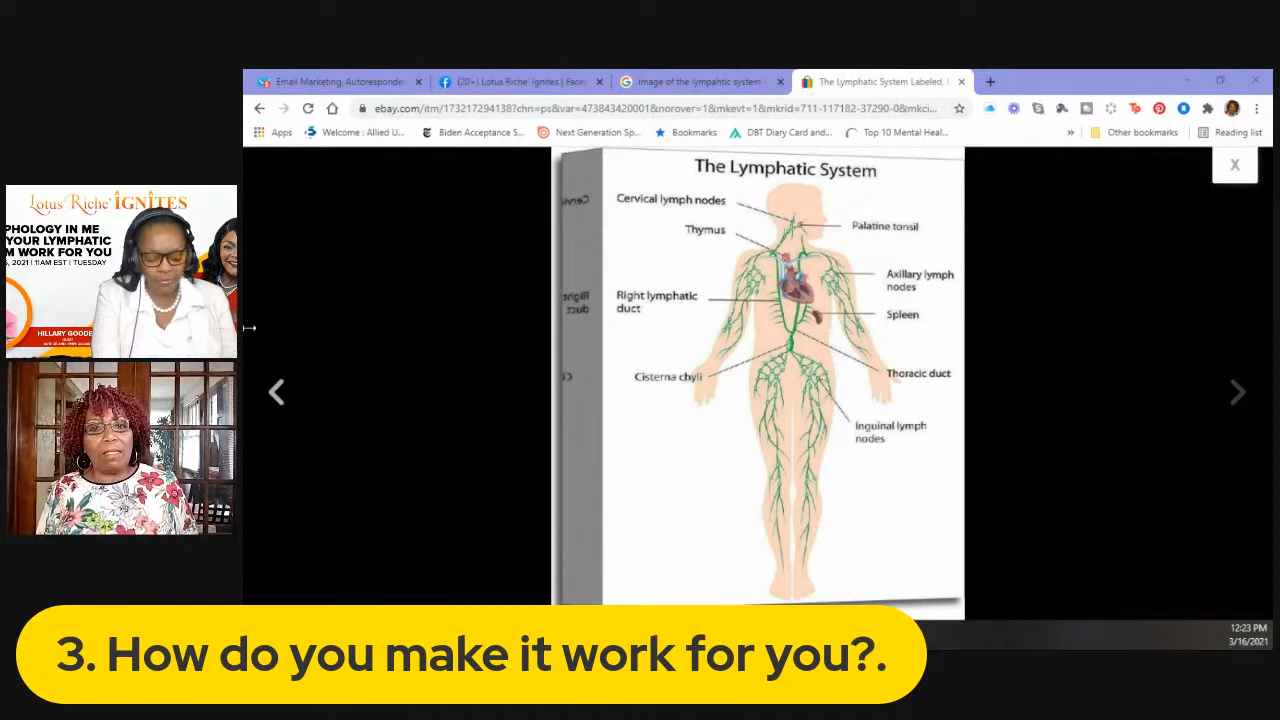 Email Marketing, Autoresponde
(20+) Lotus Riche' Ignites | Face
image of the lympahtic system -
The Lymphatic System Labeled, I
ebay.com/itm/173217294138?chn=ps&var=473843420001&norover=1&mkevt=1&mkrid=711-117182-37290-0&mkci...
Apps
Welcome : Allied U...
Biden Acceptance S...
Next Generation Sp...
Bookmarks
DBT Diary Card and...
Top 10 Mental Heal...
»
Other bookmarks
Reading list
X
Lotus Riche' IGNITES
PHOLOGY IN ME
YOUR LYMPHATIC
M WORK FOR YOU
, 2021 | 11AM EST | TUESDAY
HILLARY GOODE
GUEST
The Lymphatic System
Cervical lymph nodes
Palatine tonsil
Thymus
Axillary lymph
nodes
Right lymphatic
duct
Spleen
Cisterna chyli
Thoracic duct
Inguinal lymph
nodes
12:23 PM
3/16/2021
3. How do you make it work for you?.